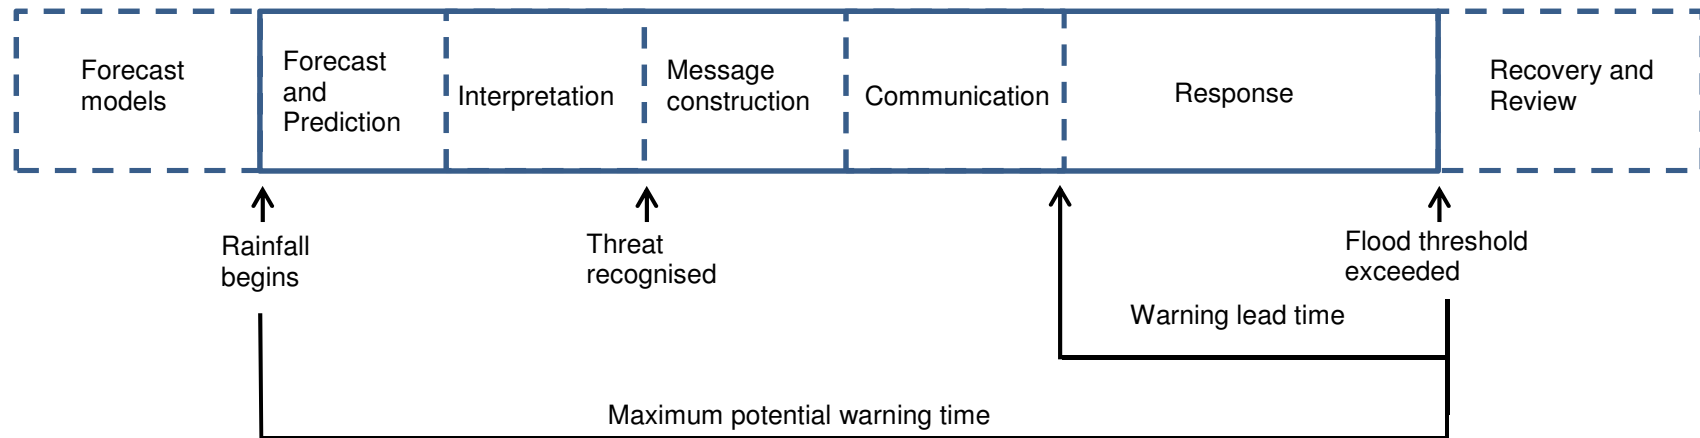 Forecast
models
Forecast
and
Prediction
Interpretation
Message
construction
Communication
Response
Recovery and
Review
Rainfall
begins
Threat
recognised
Flood threshold
exceeded
Warning lead time
Maximum potential warning time